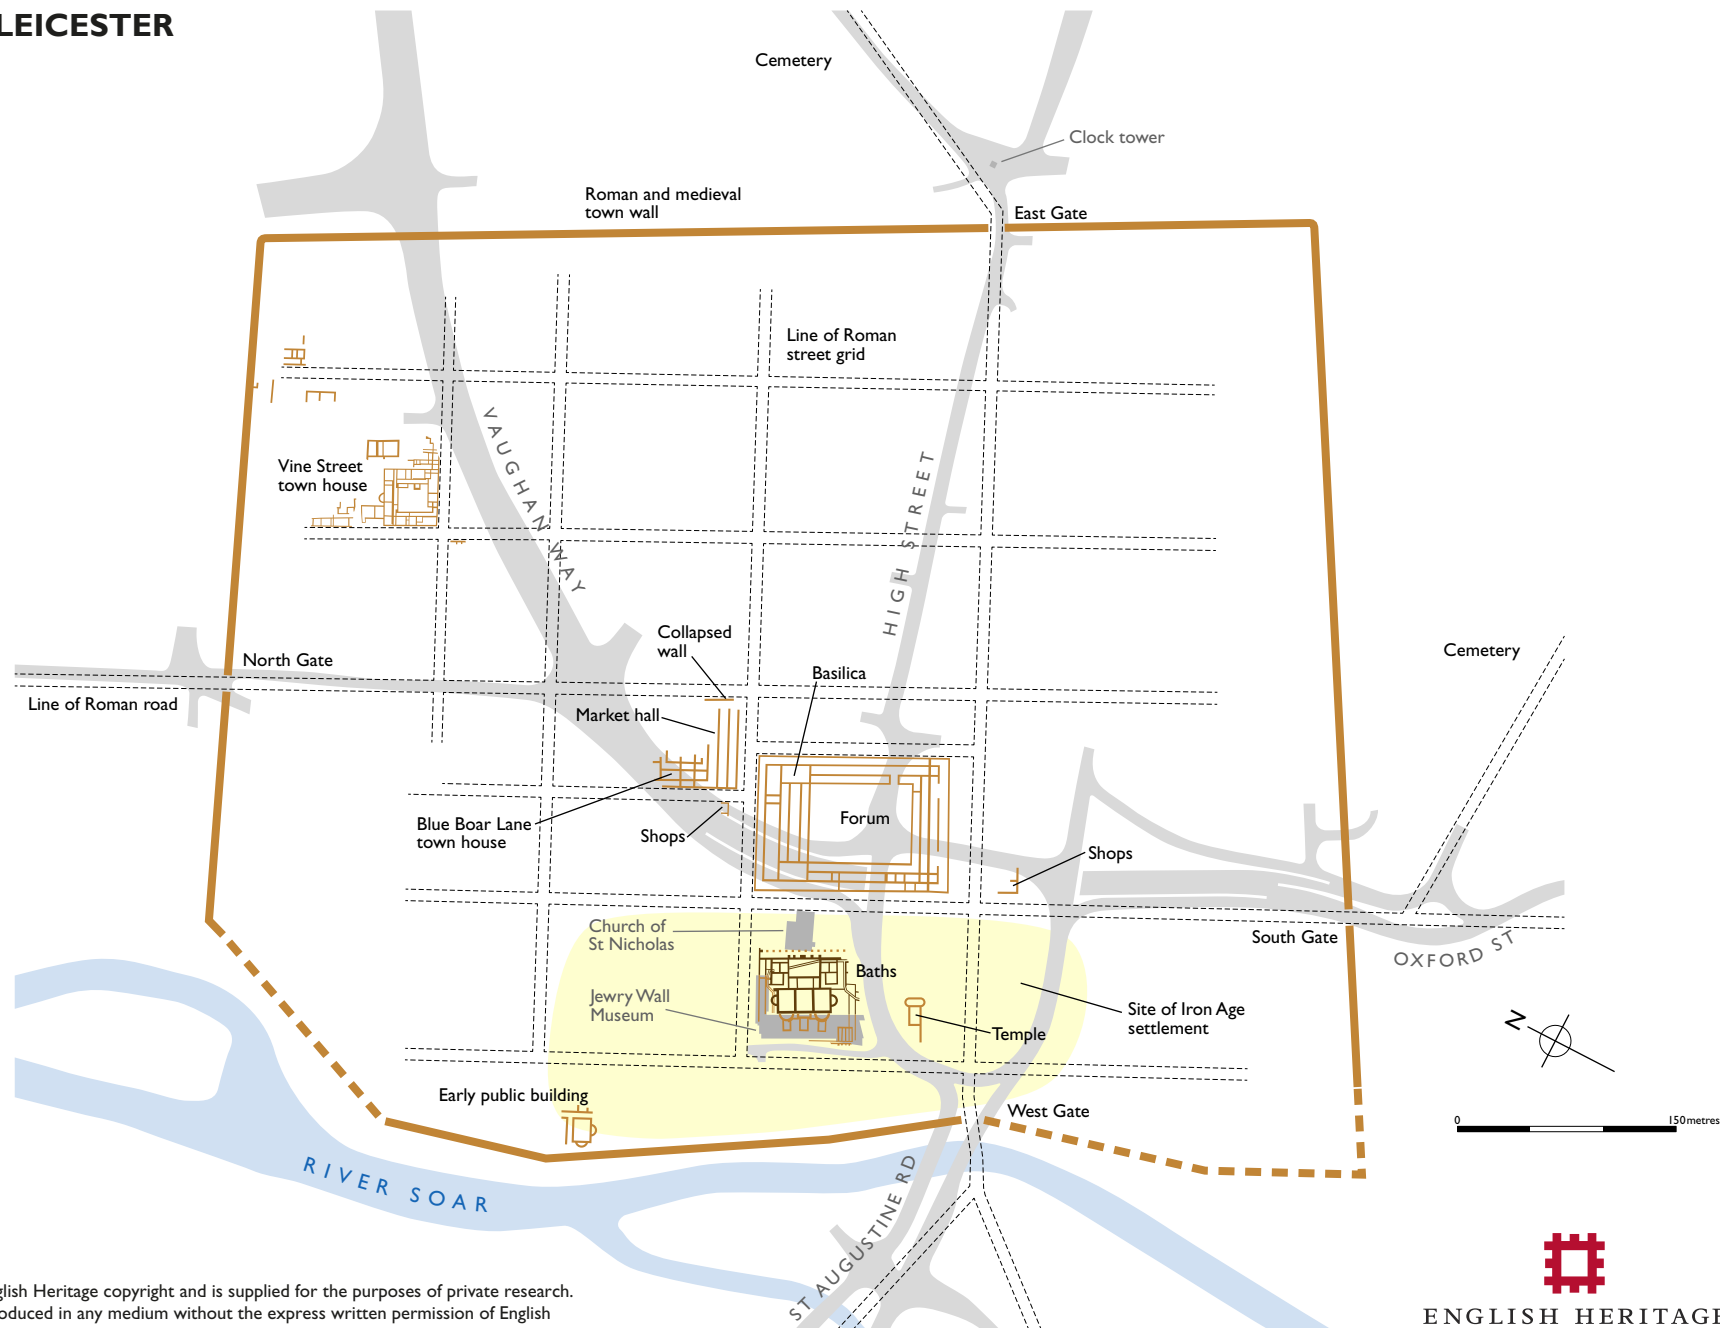 LEICESTER
Cemetery
Clock tower
Roman and medieval
town wall
East Gate
Line of Roman
street grid
VAUGHAN WAY
HIGH STREET
Vine Street
town house
Collapsed
wall
North Gate
Basilica
Cemetery
Line of Roman road
Market hall
Forum
Blue Boar Lane
town house
Shops
Shops
Church of
St Nicholas
South Gate
OXFORD ST
Baths
Jewry Wall
Museum
Site of Iron Age
settlement
N
Temple
Early public building
West Gate
0 150 metres
RIVER SOAR
ST AUGUSTINE RD
glish Heritage copyright and is supplied for the purposes of private research.
oduced in any medium without the express written permission of English
ENGLISH HERITAGE